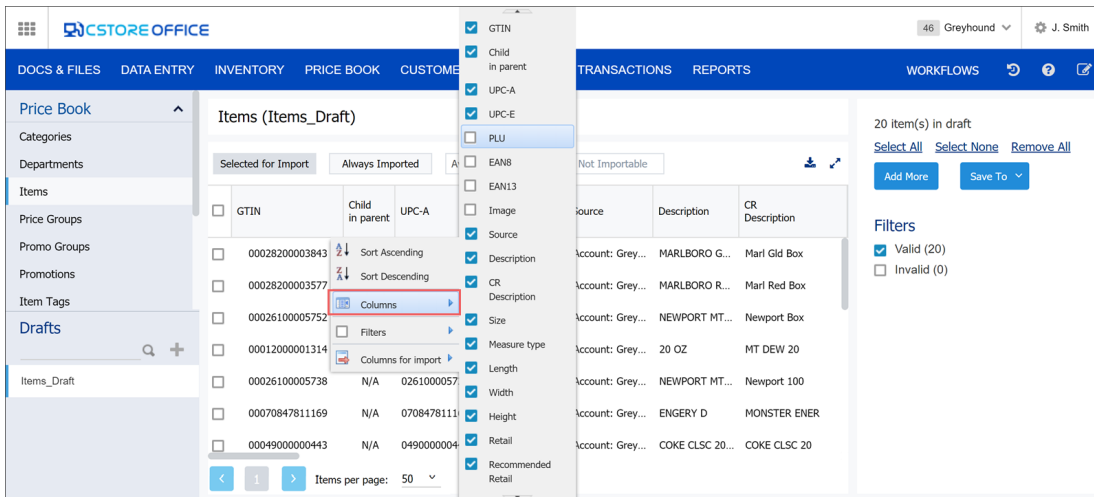 CSTORE OFFICE
46 Greyhound
J. Smith
DOCS & FILES DATA ENTRY INVENTORY PRICE BOOK CUSTOME TRANSACTIONS REPORTS WORKFLOWS
Price Book
Categories
Departments
Items
Price Groups
Promo Groups
Promotions
Item Tags
Drafts
Items_Draft
Items (Items_Draft)
Selected for Import Always Imported Not Importable
GTIN Child in parent UPC-A Source Description CR Description
00028200003843 Account: Grey... MARLBORO G... Marl Gld Box
00028200003577 Account: Grey... MARLBORO R... Marl Red Box
00026100005752 Account: Grey... NEWPORT MT... Newport Box
00012000001314 Account: Grey... 20 OZ MT DEW 20
00026100005738 N/A 0261000057 Account: Grey... NEWPORT MT... Newport 100
00070847811169 N/A 0708478111 Account: Grey... ENGERY D MONSTER ENER
00049000000443 N/A 0490000004 Account: Grey... COKE CLSC 20... COKE CLSC 20
1 Items per page: 50
Sort Ascending
Sort Descending
Columns
Filters
Columns for import
GTIN
Child
in parent
UPC-A
UPC-E
PLU
EAN8
EAN13
Image
Source
Description
CR
Description
Size
Measure type
Length
Width
Height
Retail
Recommended
Retail
20 item(s) in draft
Select All Select None Remove All
Add More Save To
Filters
Valid (20)
Invalid (0)